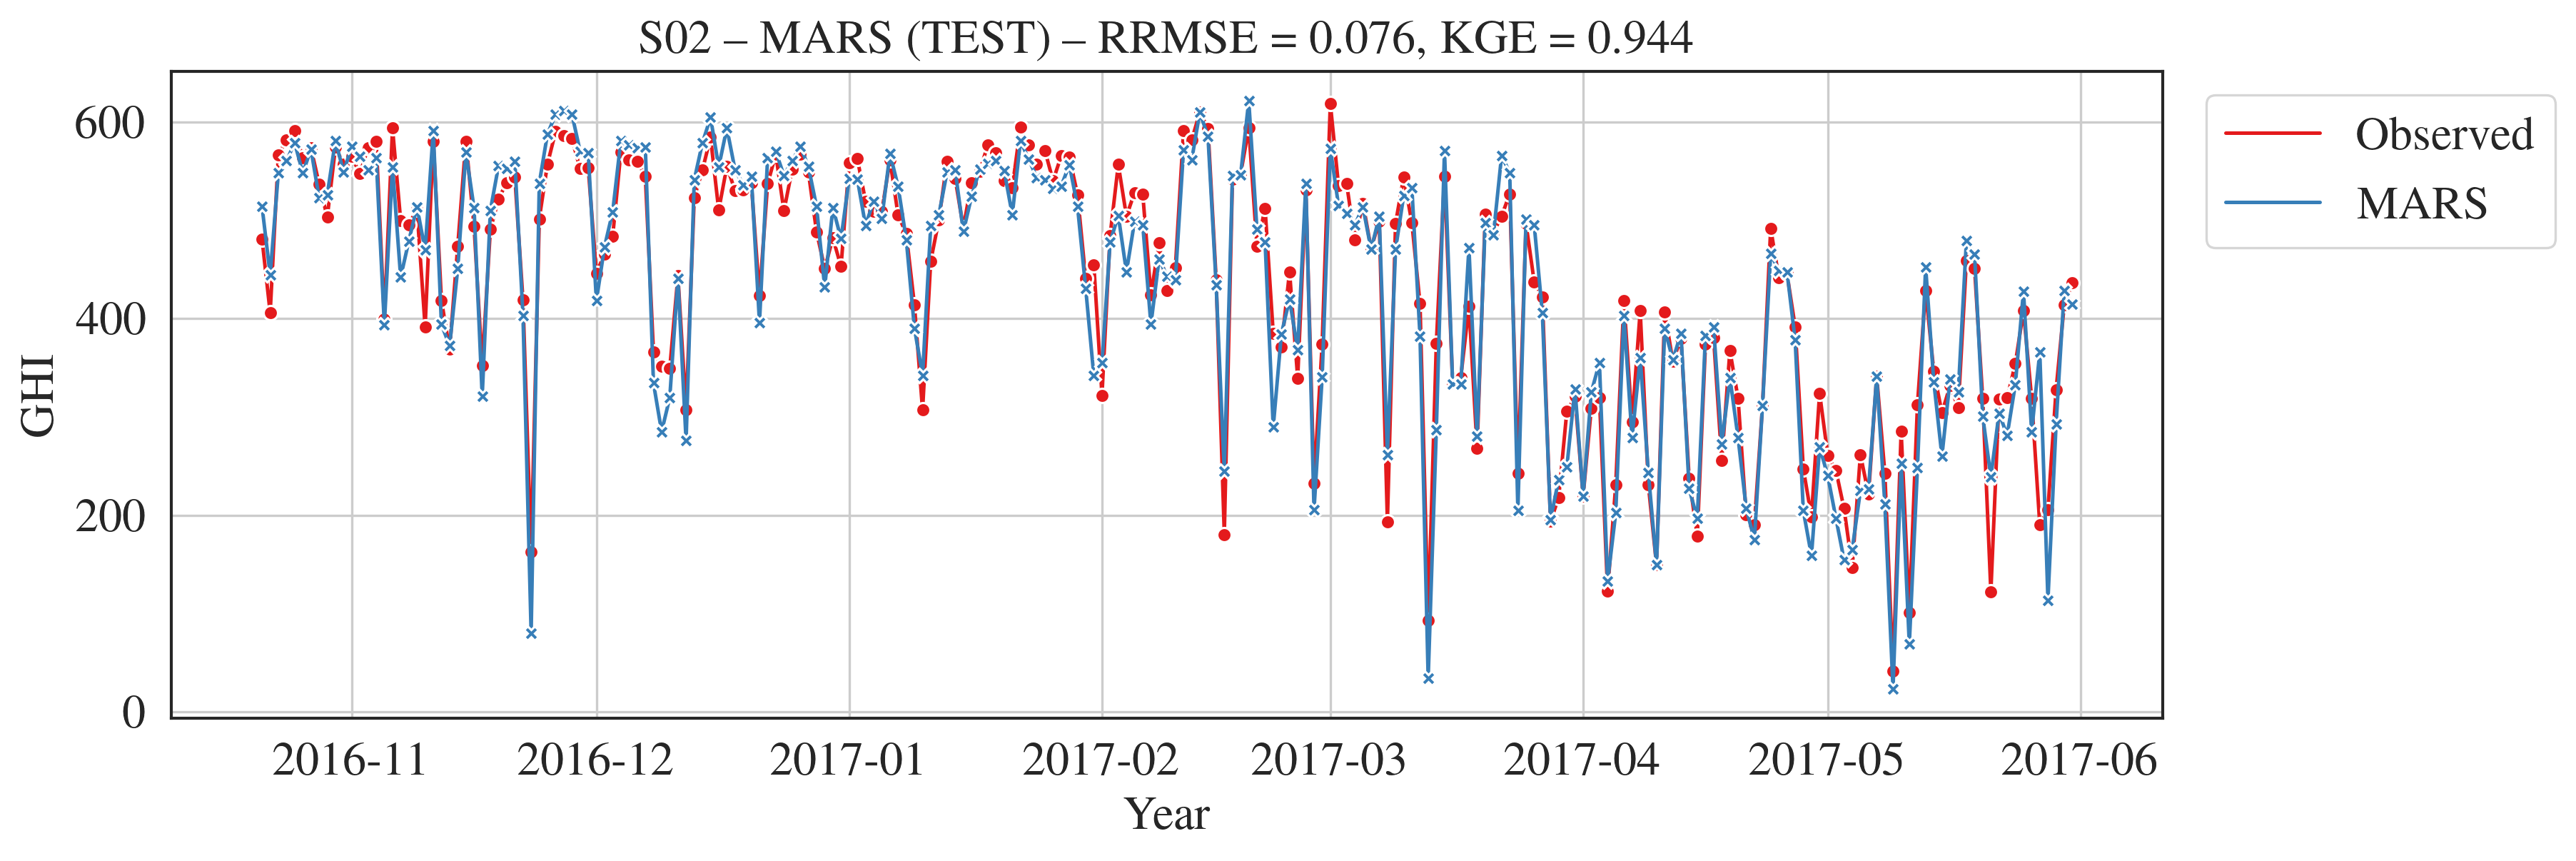 S02 – MARS (TEST) – RRMSE = 0.076, KGE = 0.944
600
400
200
0
GHI
2016-11 2016-12 2017-01 2017-02 2017-03 2017-04 2017-05 2017-06
Year
Observed
MARS